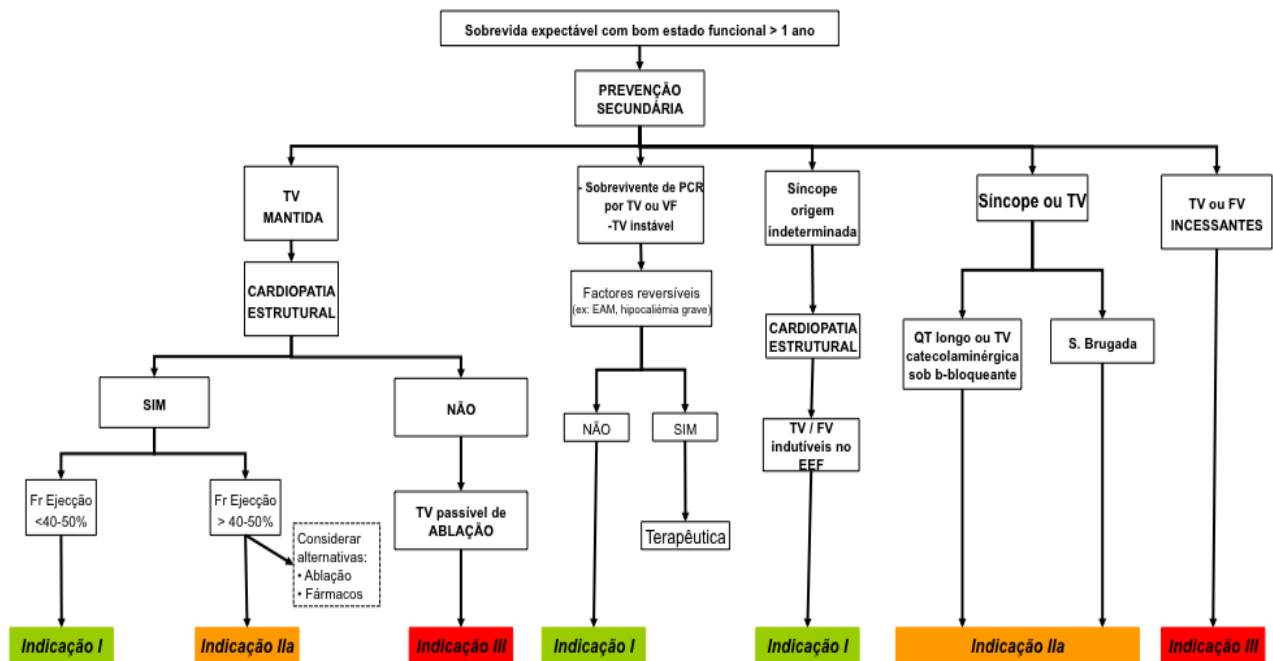 Sobrevida expectável com bom estado funcional > 1 ano
PREVENÇÃO
SECUNDÁRIA
TV
MANTIDA
- Sobrevivente de PCR
por TV ou VF
-TV instável
Síncope
origem
indeterminada
Síncope ou TV
TV ou FV
INCESSANTES
CARDIOPATIA
ESTRUTURAL
Factores reversíveis
(ex: EAM, hipocaliémia grave)
CARDIOPATIA
ESTRUTURAL
QT longo ou TV
catecolaminérgica
sob b-bloqueante
S. Brugada
SIM
NÃO
NÃO
SIM
TV / FV
indutíveis no
EEF
Fr Ejecção
<40-50%
Fr Ejecção
> 40-50%
TV passível de
ABLAÇÃO
Considerar
alternativas:
• Ablação
• Fármacos
Terapêutica
Indicação I
Indicação IIa
Indicação III
Indicação I
Indicação I
Indicação IIa
Indicação III